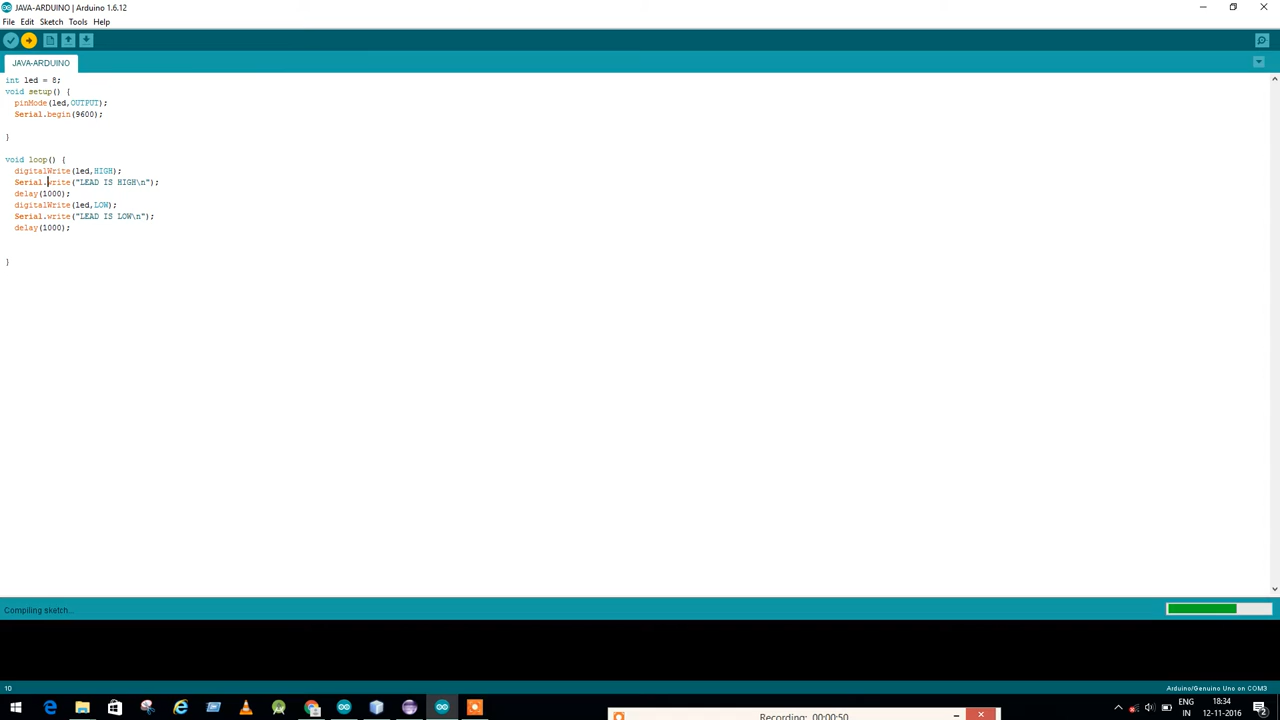 JAVA-ARDUINO | Arduino 1.6.12
File Edit Sketch Tools Help
JAVA-ARDUINO
int led = 8;
void setup() {
pinMode(led,OUTPUT);
Serial.begin(9600);
}
void loop() {
digitalWrite(led,HIGH);
Serial.write("LEAD IS HIGH\n");
delay(1000);
digitalWrite(led,LOW);
Serial.write("LEAD IS LOW\n");
delay(1000);
}
Compiling sketch...
10
Arduino/Genuino Uno on COM3
Recording: 00:00:50
ENG
IN
18:34
12-11-2016
2